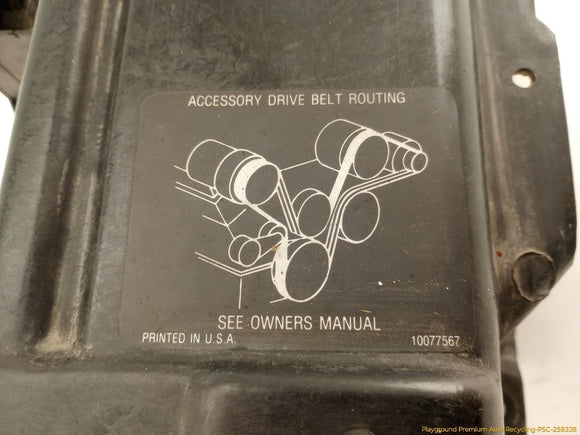 ACCESSORY DRIVE BELT ROUTING
SEE OWNERS MANUAL
PRINTED IN U.S.A. 10077567
Playground Premium Auto Recycling-PSC-258338